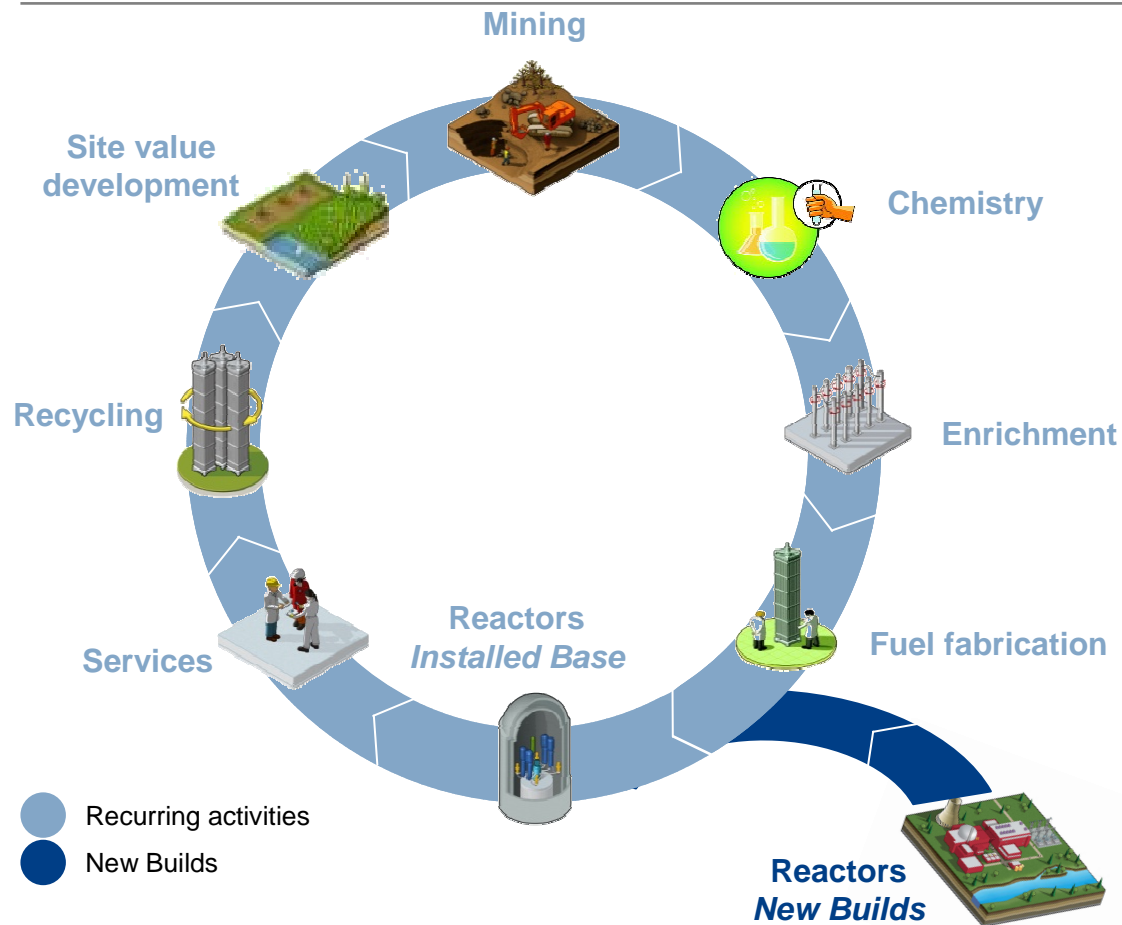 Mining
Site value
development
Chemistry
Recycling
Enrichment
Reactors
Installed Base
Services
Fuel fabrication
Recurring activities
New Builds
Reactors
New Builds